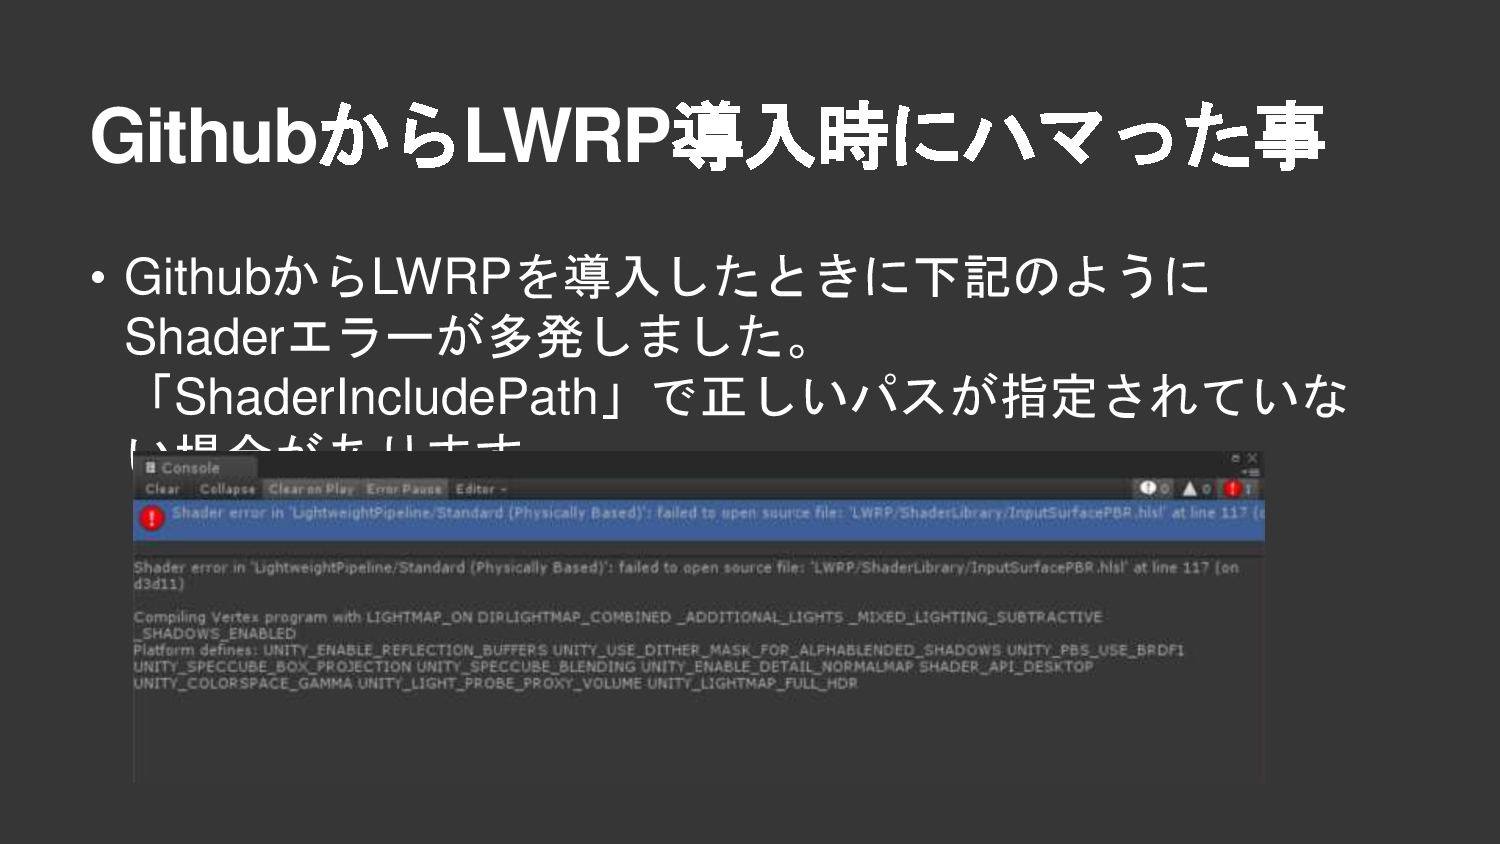 GithubからLWRP導入時にハマった事
• GithubからLWRPを導入したときに下記のように
Shaderエラーが多発しました。
「ShaderIncludePath」で正しいパスが指定されていな
い場合があります
Console
Clear Collapse Clear on Play Error Pause Editor 0 0 1
Shader error in 'LightweightPipeline/Standard (Physically Based)': failed to open source file: 'LWRP/ShaderLibrary/InputSurfacePBR.hlsl' at line 117 (
Shader error in 'LightweightPipeline/Standard (Physically Based)': failed to open source file: 'LWRP/ShaderLibrary/InputSurfacePBR.hlsl' at line 117 (on
d3d11)
Compiling Vertex program with LIGHTMAP_ON DIRLIGHTMAP_COMBINED _ADDITIONAL_LIGHTS _MIXED_LIGHTING_SUBTRACTIVE
_SHADOWS_ENABLED
Platform defines: UNITY_ENABLE_REFLECTION_BUFFERS UNITY_USE_DITHER_MASK_FOR_ALPHABLENDED_SHADOWS UNITY_PBS_USE_BRDF1
UNITY_SPECCUBE_BOX_PROJECTION UNITY_SPECCUBE_BLENDING UNITY_ENABLE_DETAIL_NORMALMAP SHADER_API_DESKTOP
UNITY_COLORSPACE_GAMMA UNITY_LIGHT_PROBE_PROXY_VOLUME UNITY_LIGHTMAP_FULL_HDR